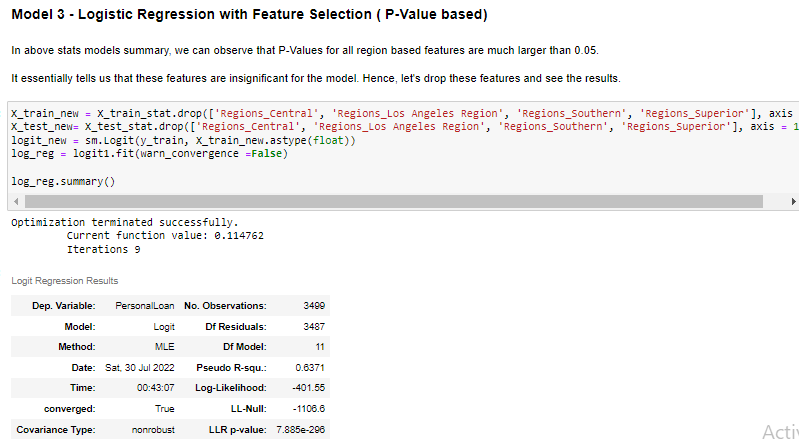 Model 3 - Logistic Regression with Feature Selection ( P-Value based)
In above stats models summary, we can observe that P-Values for all region based features are much larger than 0.05.
It essentially tells us that these features are insignificant for the model. Hence, let's drop these features and see the results.
X_train_new = X_train_stat.drop(['Regions_Central', 'Regions_Los Angeles Region', 'Regions_Southern', 'Regions_Superior'], axis
X_test_new= X_test_stat.drop(['Regions_Central', 'Regions_Los Angeles Region', 'Regions_Southern', 'Regions_Superior'], axis = 1
logit_new = sm.Logit(y_train, X_train_new.astype(float))
log_reg = logit1.fit(warn_convergence =False)
log_reg.summary()
Optimization terminated successfully.
Current function value: 0.114762
Iterations 9
Logit Regression Results
Dep. Variable: PersonalLoan No. Observations: 3499
Model: Logit Df Residuals: 3487
Method: MLE Df Model: 11
Date: Sat, 30 Jul 2022 Pseudo R-squ.: 0.6371
Time: 00:43:07 Log-Likelihood: -401.55
converged: True LL-Null: -1106.6
Covariance Type: nonrobust LLR p-value: 7.885e-296
Activ